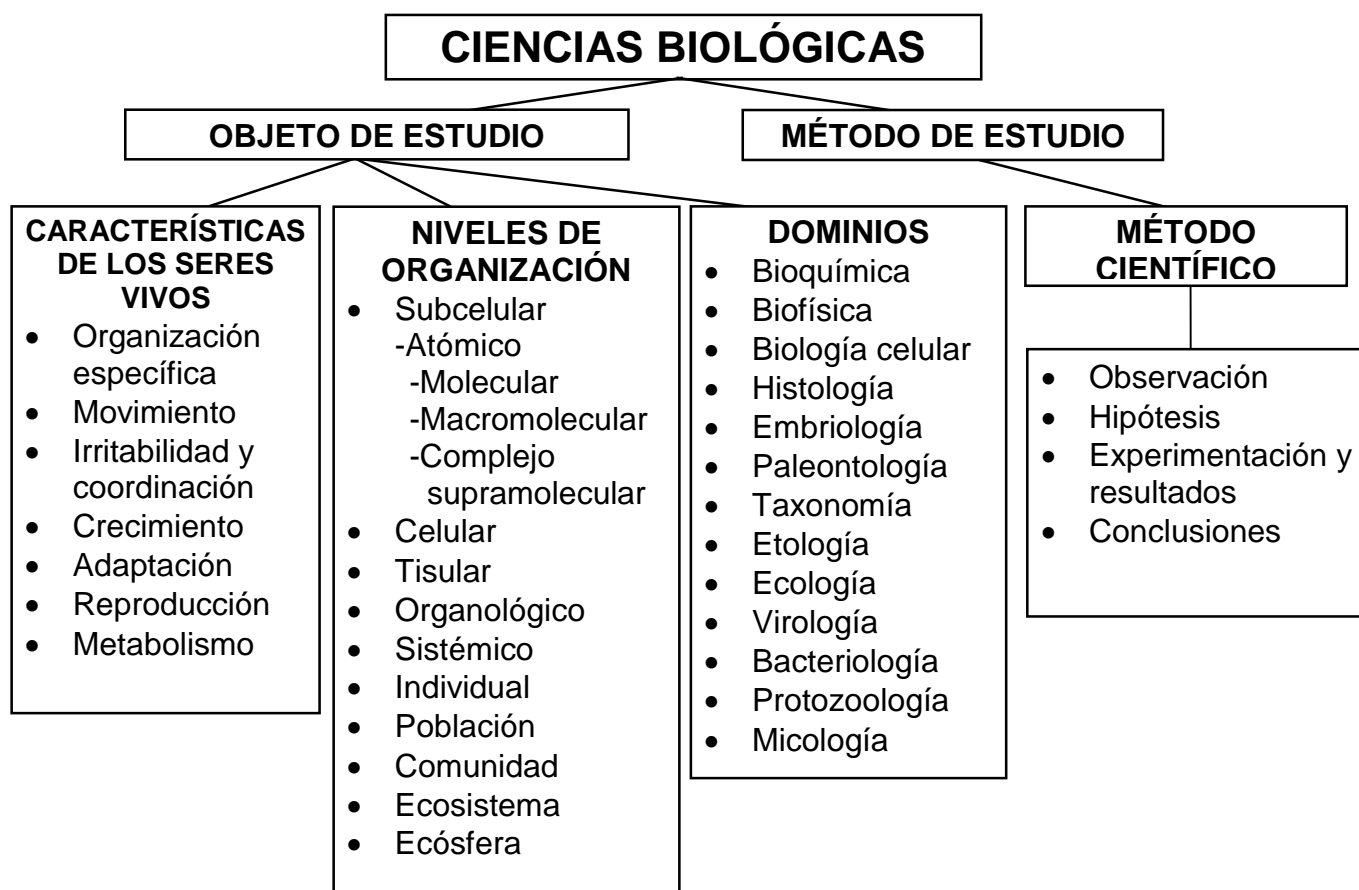 CIENCIAS BIOLÓGICAS
OBJETO DE ESTUDIO
MÉTODO DE ESTUDIO
CARACTERÍSTICAS
DE LOS SERES
VIVOS
• Organización
específica
• Movimiento
• Irritabilidad y
coordinación
• Crecimiento
• Adaptación
• Reproducción
• Metabolismo
NIVELES DE
ORGANIZACIÓN
• Subcelular
-Atómico
-Molecular
-Macromolecular
-Complejo
supramolecular
• Celular
• Tisular
• Organológico
• Sistémico
• Individual
• Población
• Comunidad
• Ecosistema
• Ecósfera
DOMINIOS
• Bioquímica
• Biofísica
• Biología celular
• Histología
• Embriología
• Paleontología
• Taxonomía
• Etología
• Ecología
• Virología
• Bacteriología
• Protozoología
• Micología
MÉTODO
CIENTÍFICO
• Observación
• Hipótesis
• Experimentación y
resultados
• Conclusiones